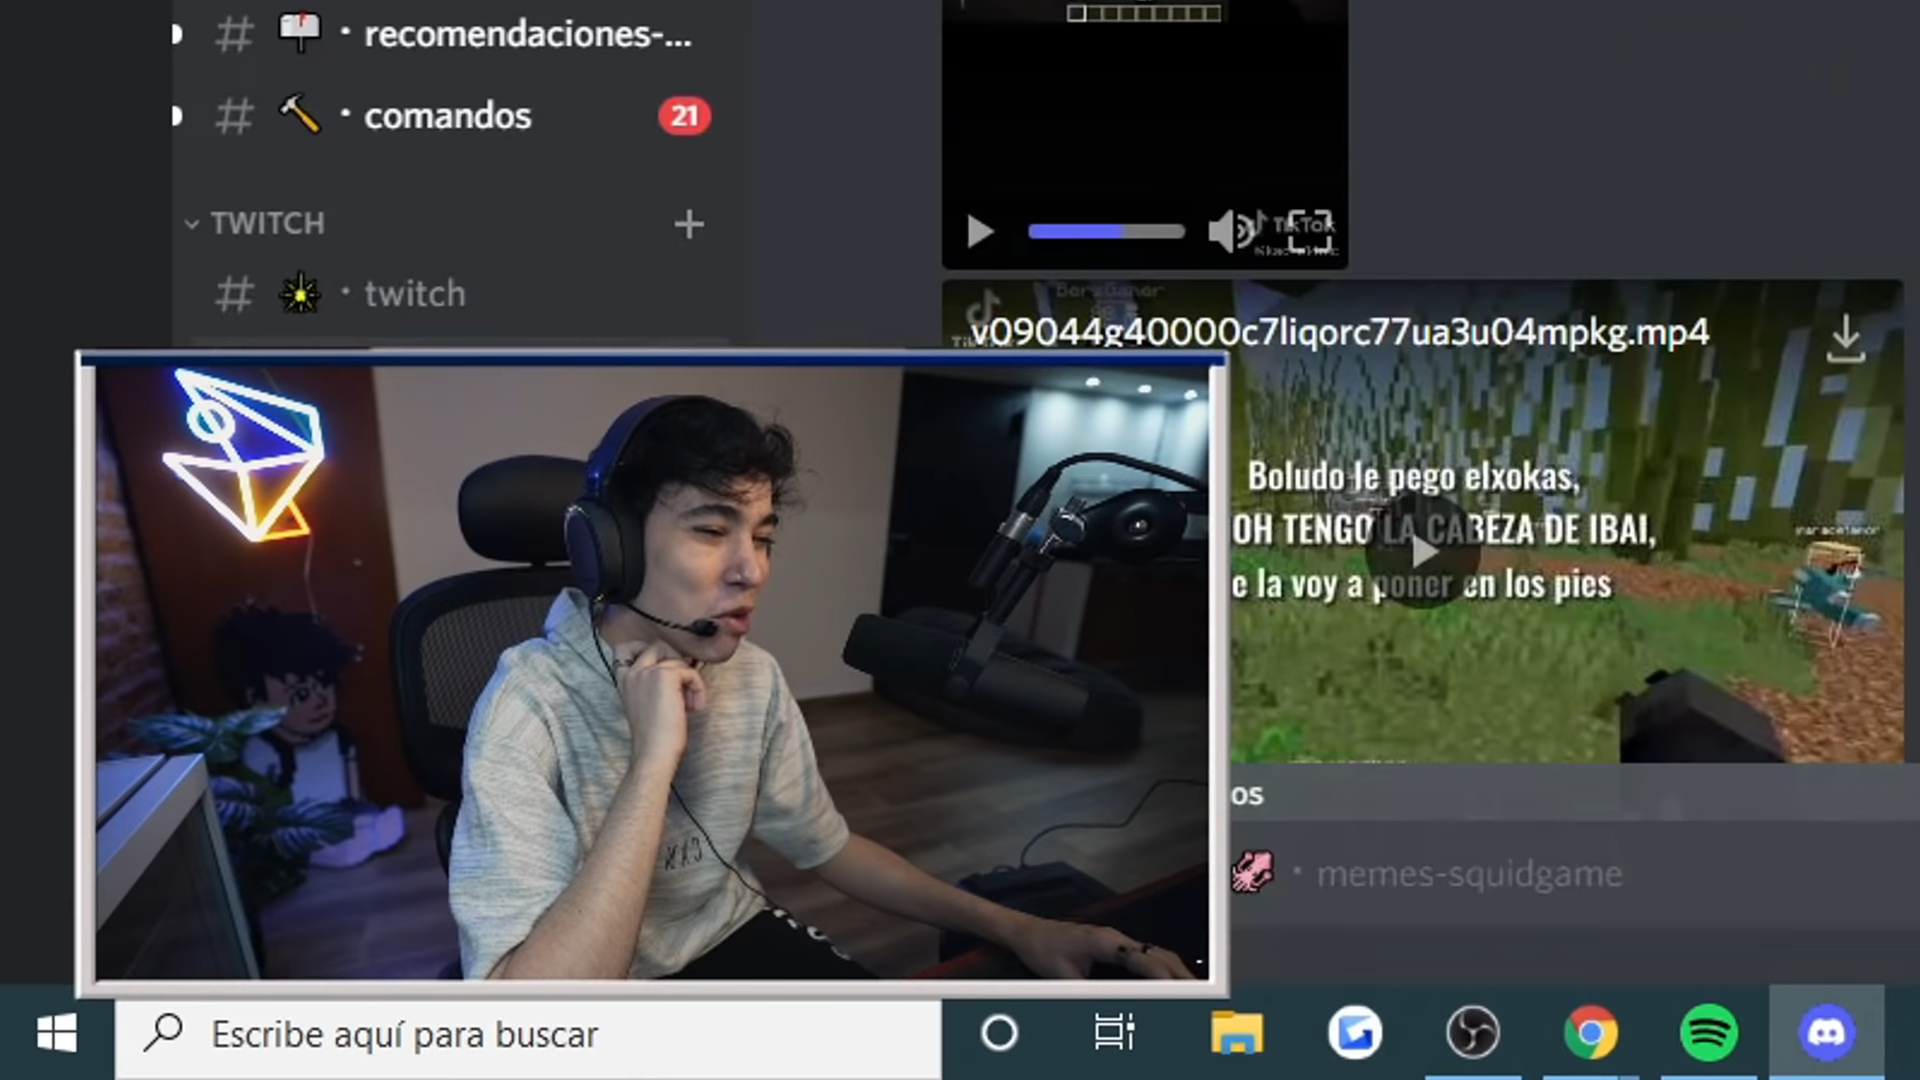 recomendaciones-...
comandos
21
TWITCH
twitch
TikTok
v09044g40000c7liqorc77ua3u04mpkg.mp4
Boludo le pego elxokas,
OH TENGO LA CABEZA DE IBAI,
e la voy a poner en los pies
os
memes-squidgame
Escribe aquí para buscar